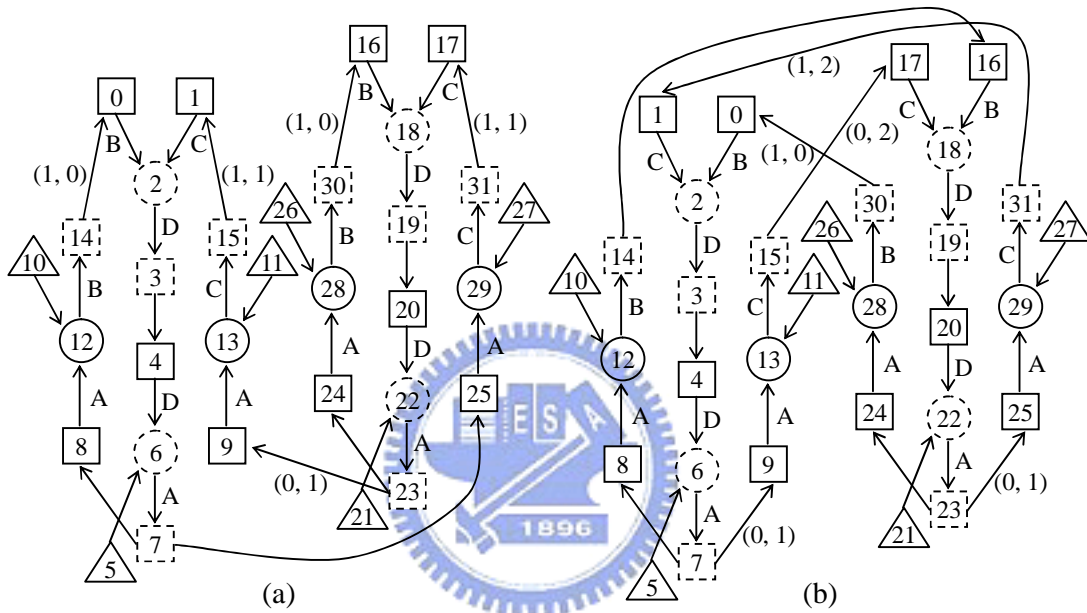 16 17
0 1
B C
18
B C
(1, 0) (1, 1)
2
(1, 0) (1, 1)
D
30 31
D
14 15
26 27
19
10 11
3
B C
B C
28 29
20
12 13
4
A A
D
D
24 25
22
A A
8 9
6
A
A
(0, 1)
21
23
7
5
(a)
17 16
(1, 2)
1 0
C B
(0, 2)
C B
(1, 0)
18
2
D
30 31
D
26 27
14 15
19
10 11
3
B C
B C
28 29
20
12 13
4
D
A A
D
24 25
22
A A
8 9
6
A
(0, 1)
A
(0, 1)
21
23
7
5
(b)
ES
A
1896